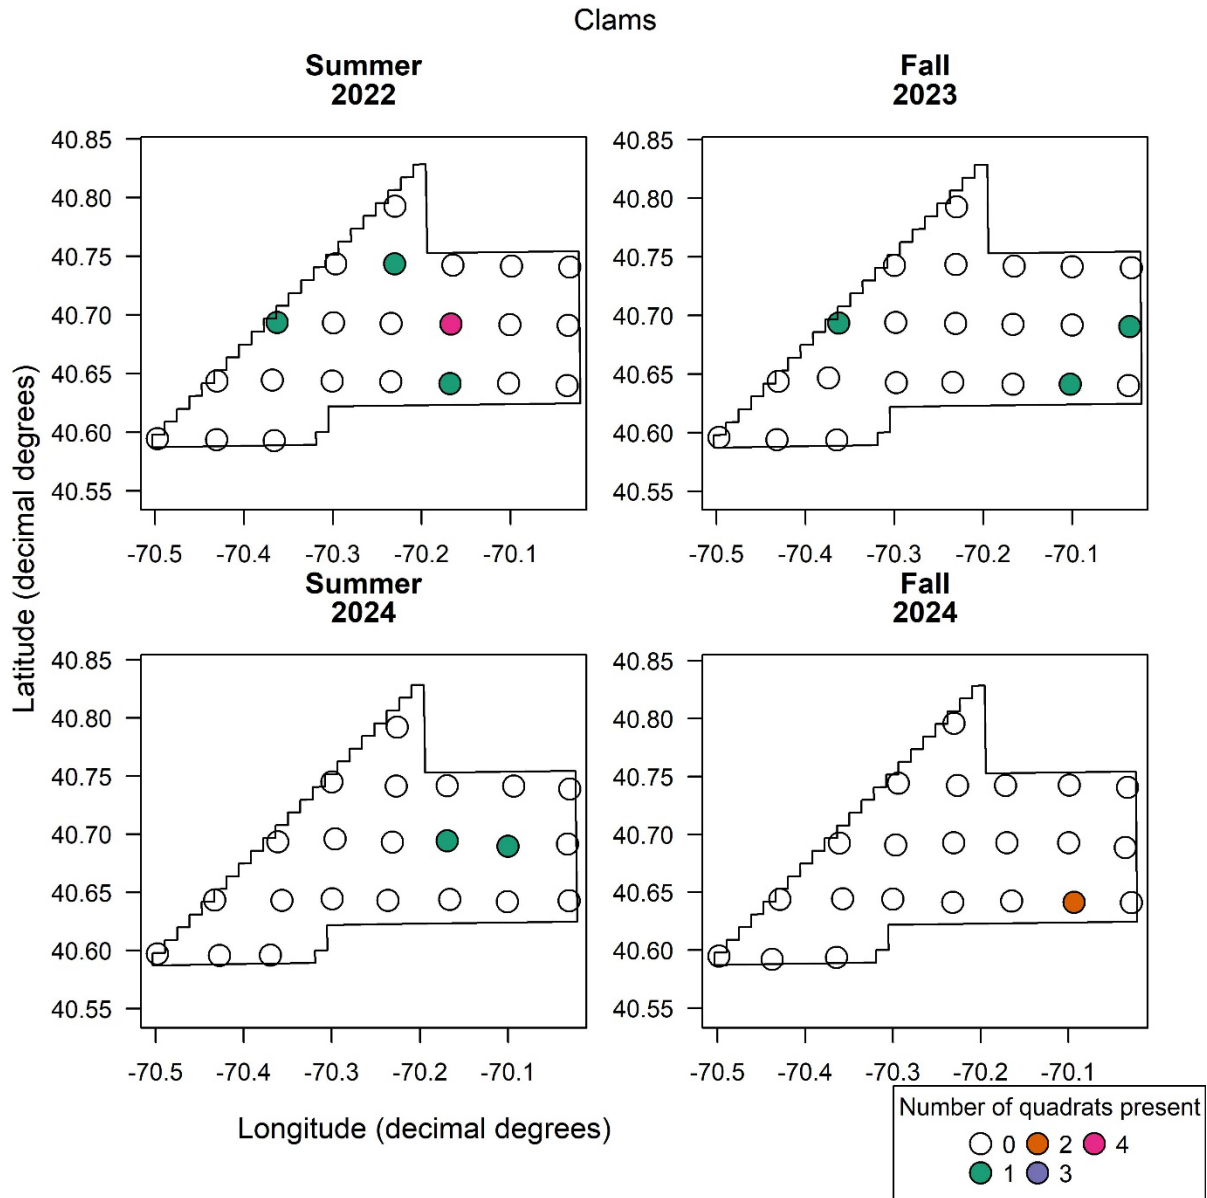 Clams
Summer
2022
Fall
2023
40.85
40.80
40.75
40.70
40.65
40.60
40.55
-70.5 -70.4 -70.3 -70.2 -70.1
40.85
40.80
40.75
40.70
40.65
40.60
40.55
-70.5 -70.4 -70.3 -70.2 -70.1
Latitude (decimal degrees)
Summer
2024
Fall
2024
40.85
40.80
40.75
40.70
40.65
40.60
40.55
-70.5 -70.4 -70.3 -70.2 -70.1
40.85
40.80
40.75
40.70
40.65
40.60
40.55
-70.5 -70.4 -70.3 -70.2 -70.1
Longitude (decimal degrees)
Number of quadrats present
0 2 4
1 3